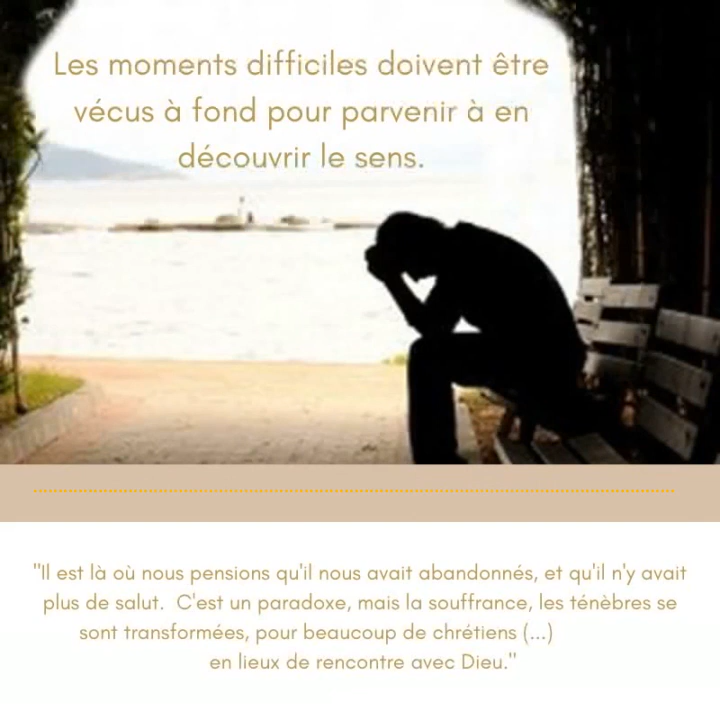 Les moments difficiles doivent être
vécus à fond pour parvenir à en
découvrir le sens.
"Il est là où nous pensions qu'il nous avait abandonnés, et qu'il n'y avait
plus de salut. C'est un paradoxe, mais la souffrance, les ténèbres se
sont transformées, pour beaucoup de chrétiens (...)
en lieux de rencontre avec Dieu."